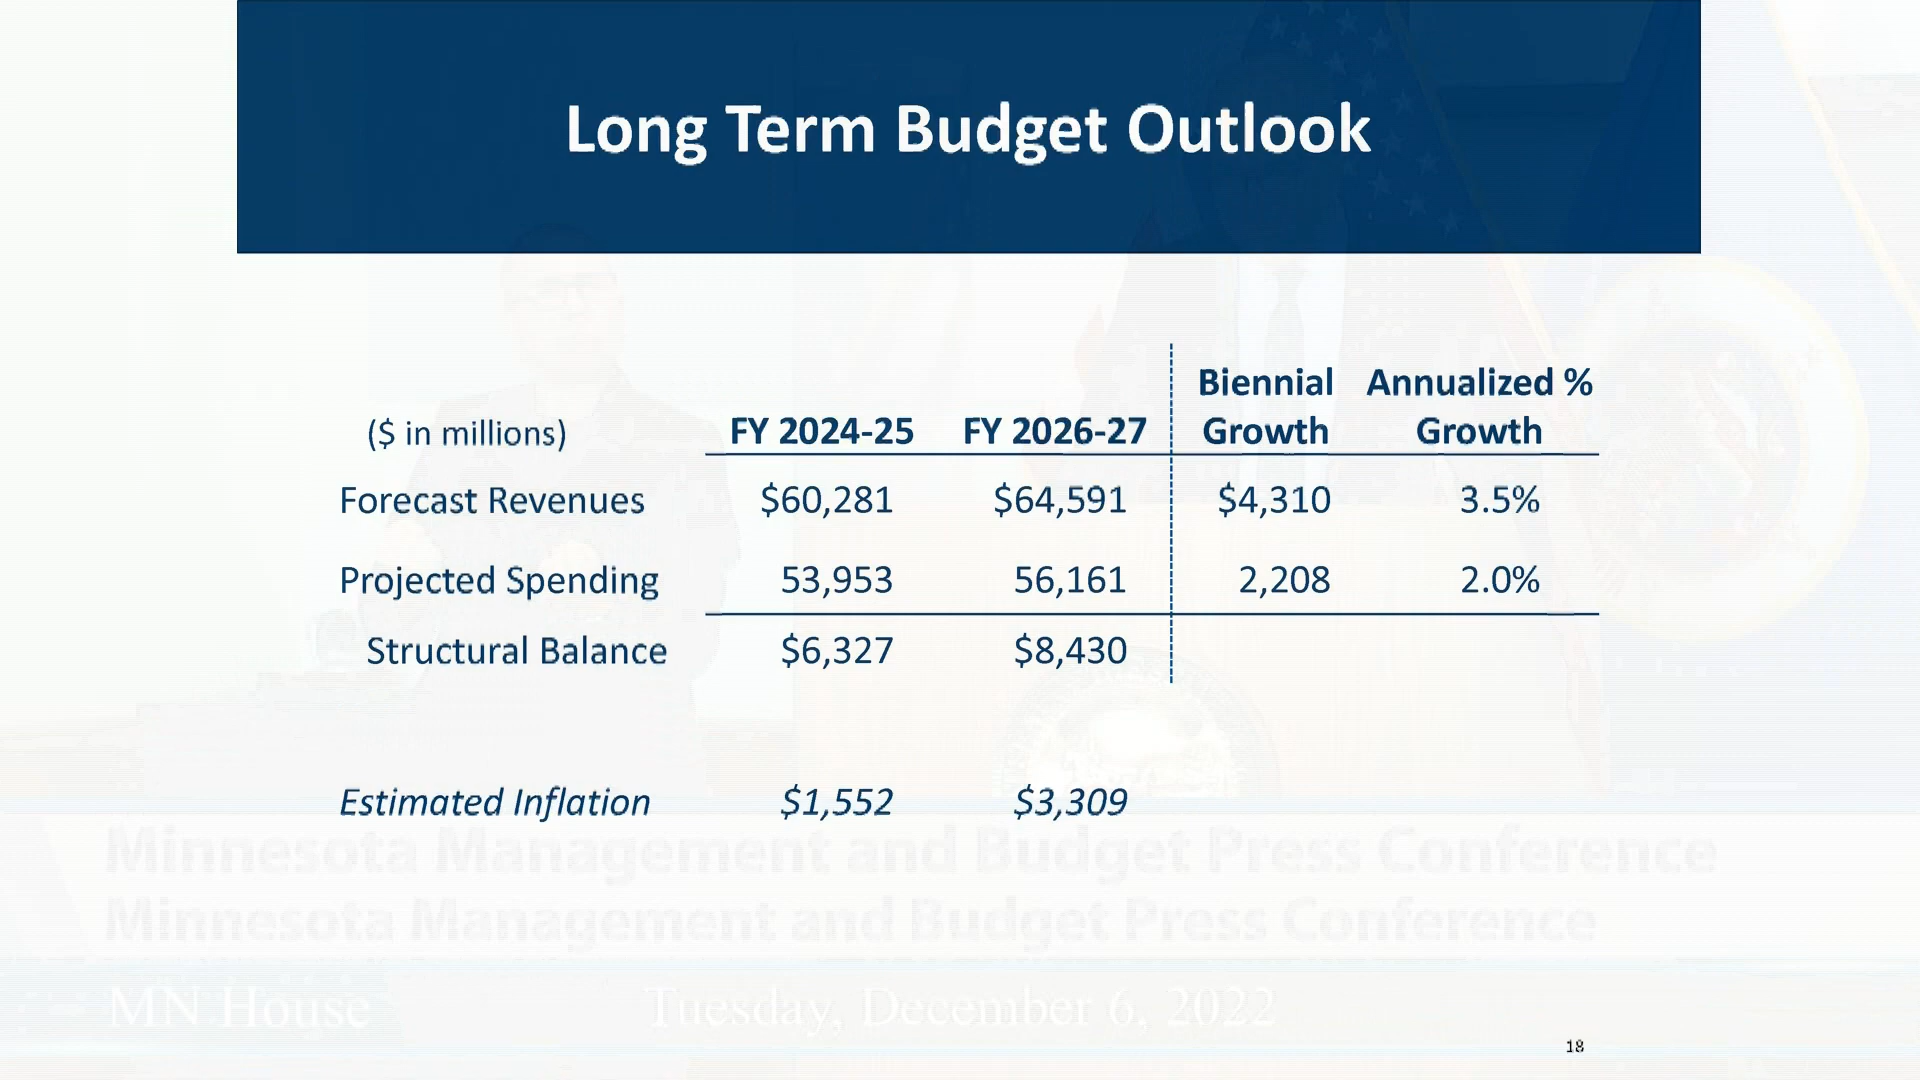 Long Term Budget Outlook
Biennial Annualized %
($ in millions) FY 2024-25 FY 2026-27 Growth Growth
Forecast Revenues $60,281 $64,591 $4,310 3.5%
Projected Spending 53,953 56,161 2,208 2.0%
Structural Balance $6,327 $8,430
Estimated Inflation $1,552 $3,309
Minnesota Management and Budget Press Conference
Minnesota Management and Budget Press Conference
MN House Tuesday, December 6, 2022
18